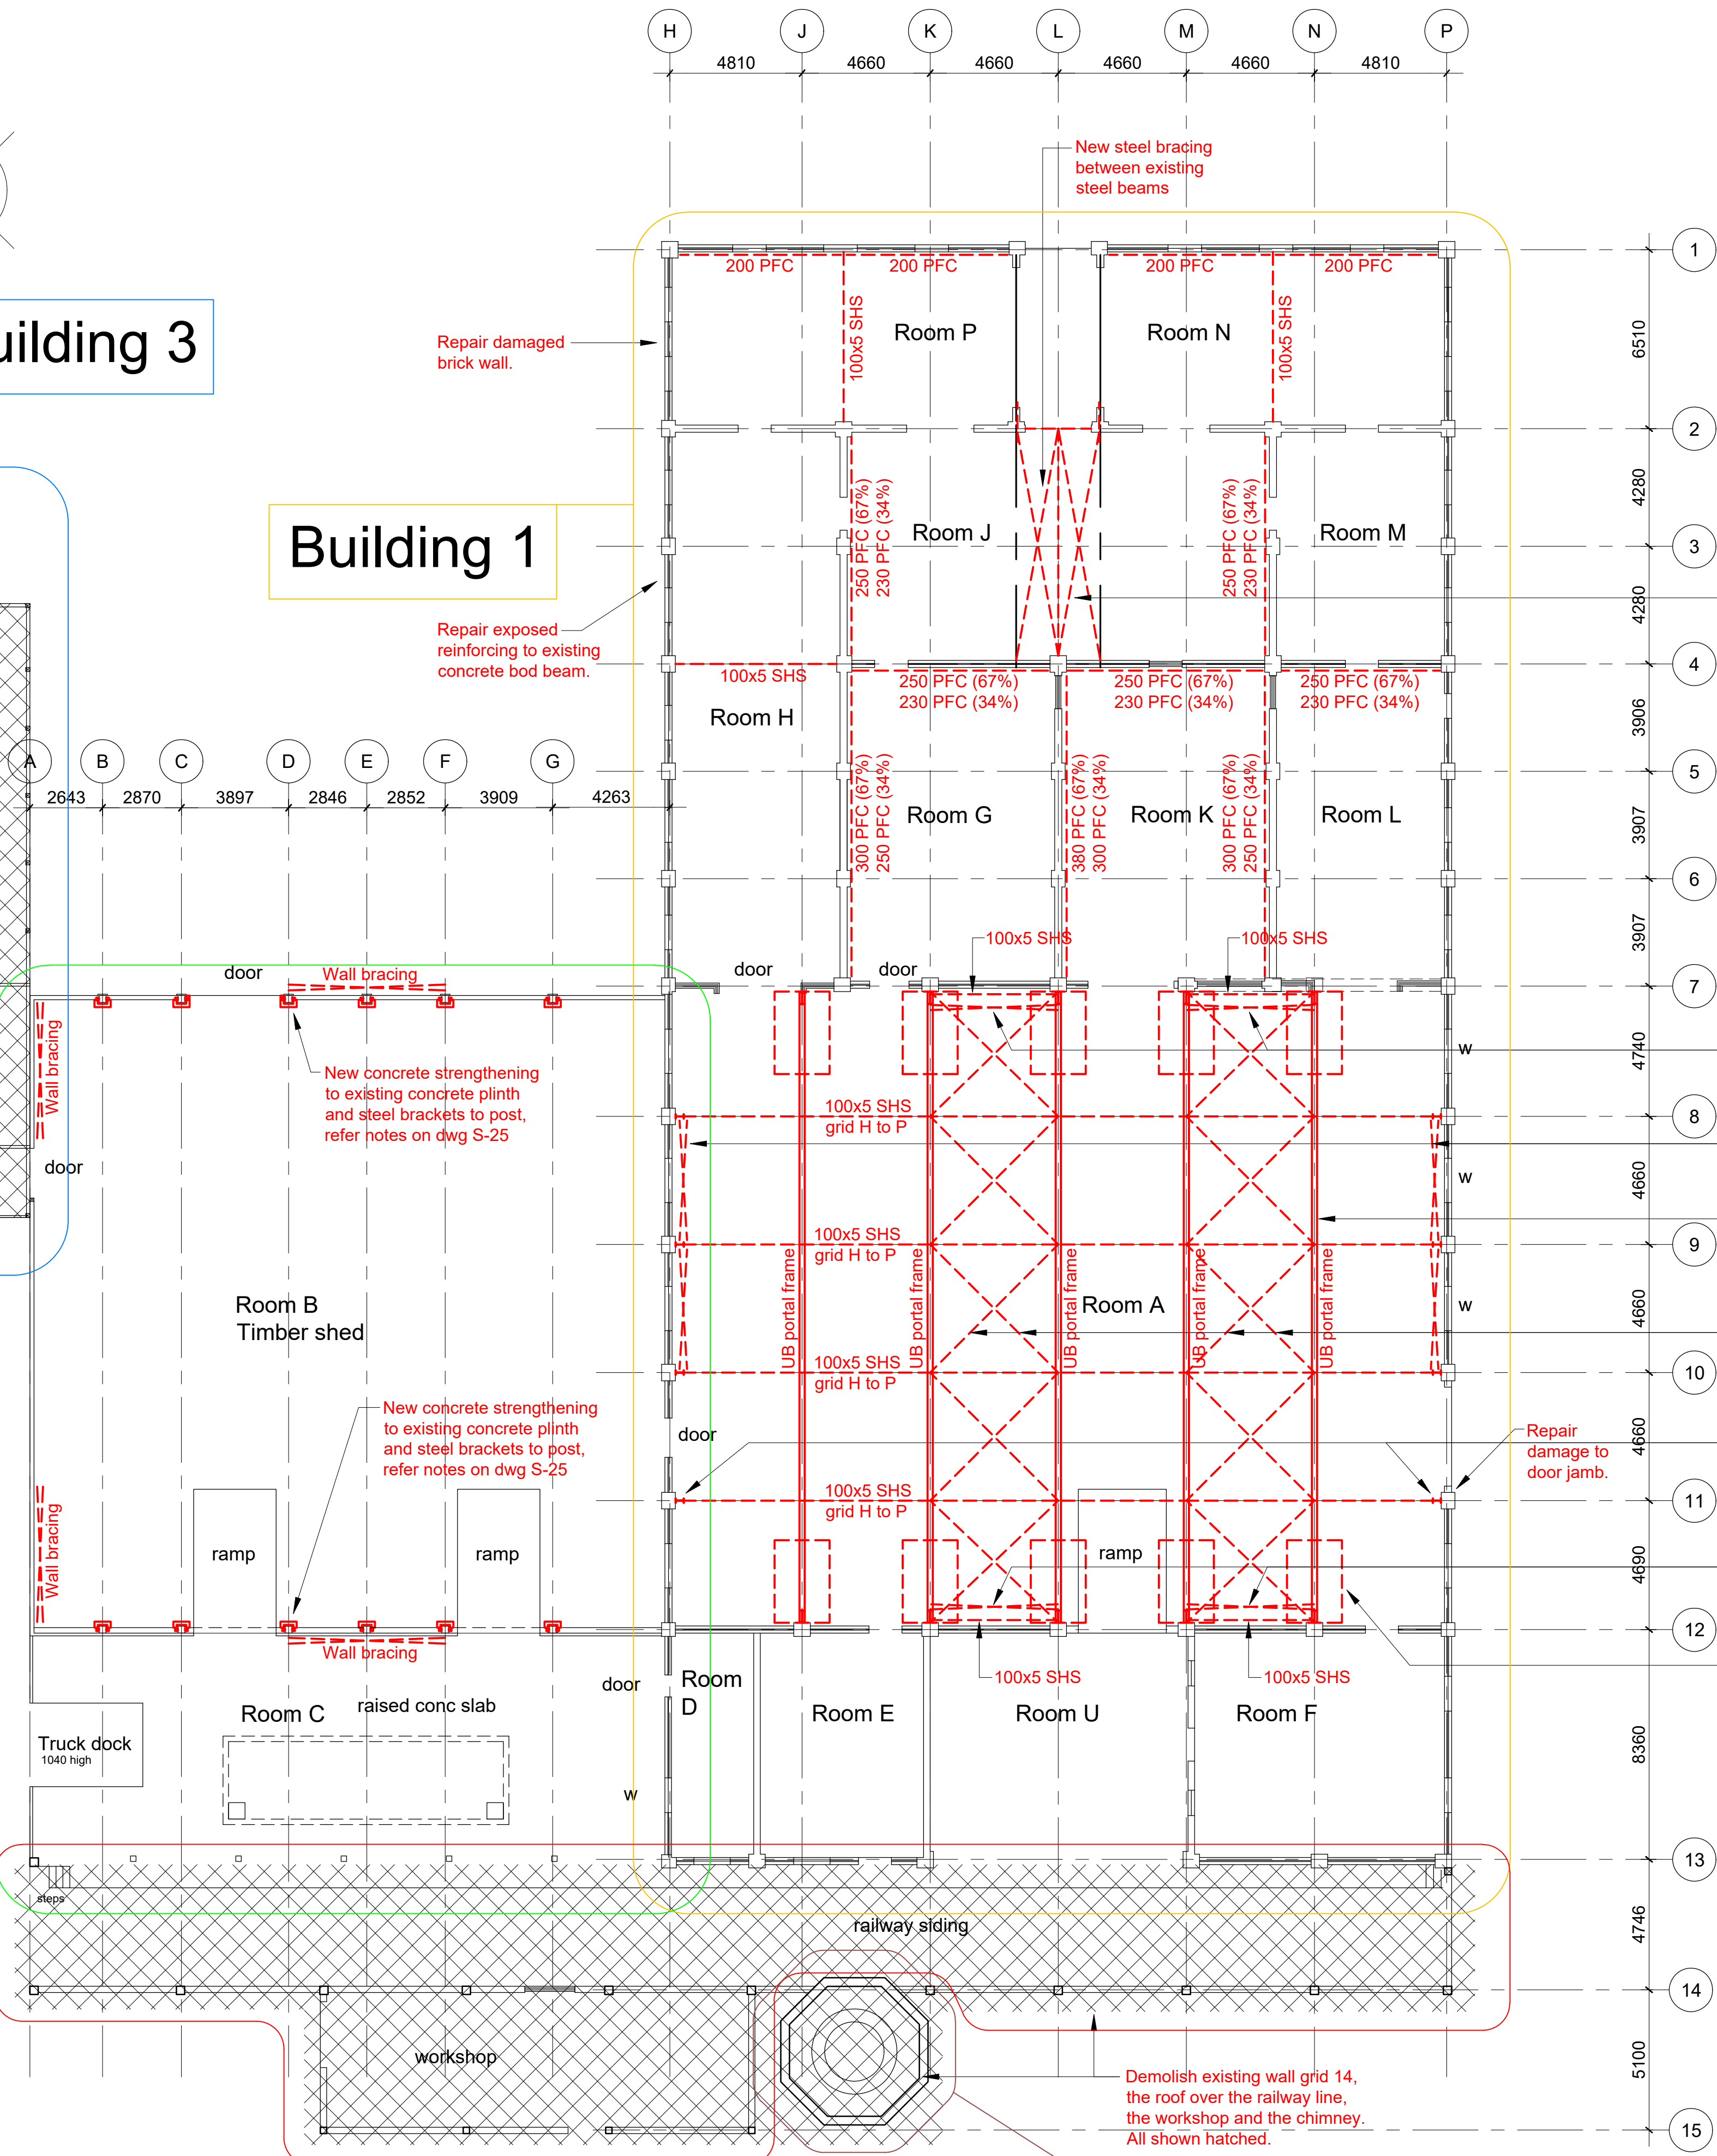 H J K L M N P
4810 4660 4660 4660 4660 4810
New steel bracing
between existing
steel beams
1
200 PFC 200 PFC 200 PFC 200 PFC
uilding 3
Repair damaged
brick wall.
Room P
Room N
100x5 SHS
100x5 SHS
6510
2
Building 1
250 PFC (67%)
230 PFC (34%)
250 PFC (67%)
230 PFC (34%)
Room J
Room M
4280
3
Repair exposed
reinforcing to existing
concrete bod beam.
4280
4
100x5 SHS
250 PFC (67%)
230 PFC (34%)
250 PFC (67%)
230 PFC (34%)
250 PFC (67%)
230 PFC (34%)
Room H
3906
A B C D E F G
5
2643 2870 3897 2846 2852 3909 4263
300 PFC (67%)
250 PFC (34%)
380 PFC (67%)
300 PFC (34%)
300 PFC (67%)
250 PFC (34%)
Room G
Room K
Room L
3907
6
3907
100x5 SHS
100x5 SHS
door
Wall bracing
door
door
7
Wall bracing
New concrete strengthening
to existing concrete plinth
and steel brackets to post,
refer notes on dwg S-25
w
4740
100x5 SHS
grid H to P
8
door
w
4660
100x5 SHS
grid H to P
9
UB portal frame
UB portal frame
UB portal frame
UB portal frame
UB portal frame
Room B
Timber shed
Room A
w
4660
100x5 SHS
grid H to P
10
New concrete strengthening
to existing concrete plinth
and steel brackets to post,
refer notes on dwg S-25
door
Repair
damage to
door jamb.
4660
100x5 SHS
grid H to P
11
Wall bracing
ramp
ramp
ramp
4690
12
Wall bracing
100x5 SHS
100x5 SHS
door
Room
D
Room C
raised conc slab
Room E
Room U
Room F
Truck dock
1040 high
8360
w
13
steps
railway siding
4746
14
workshop
5100
Demolish existing wall grid 14,
the roof over the railway line,
the workshop and the chimney.
All shown hatched.
15